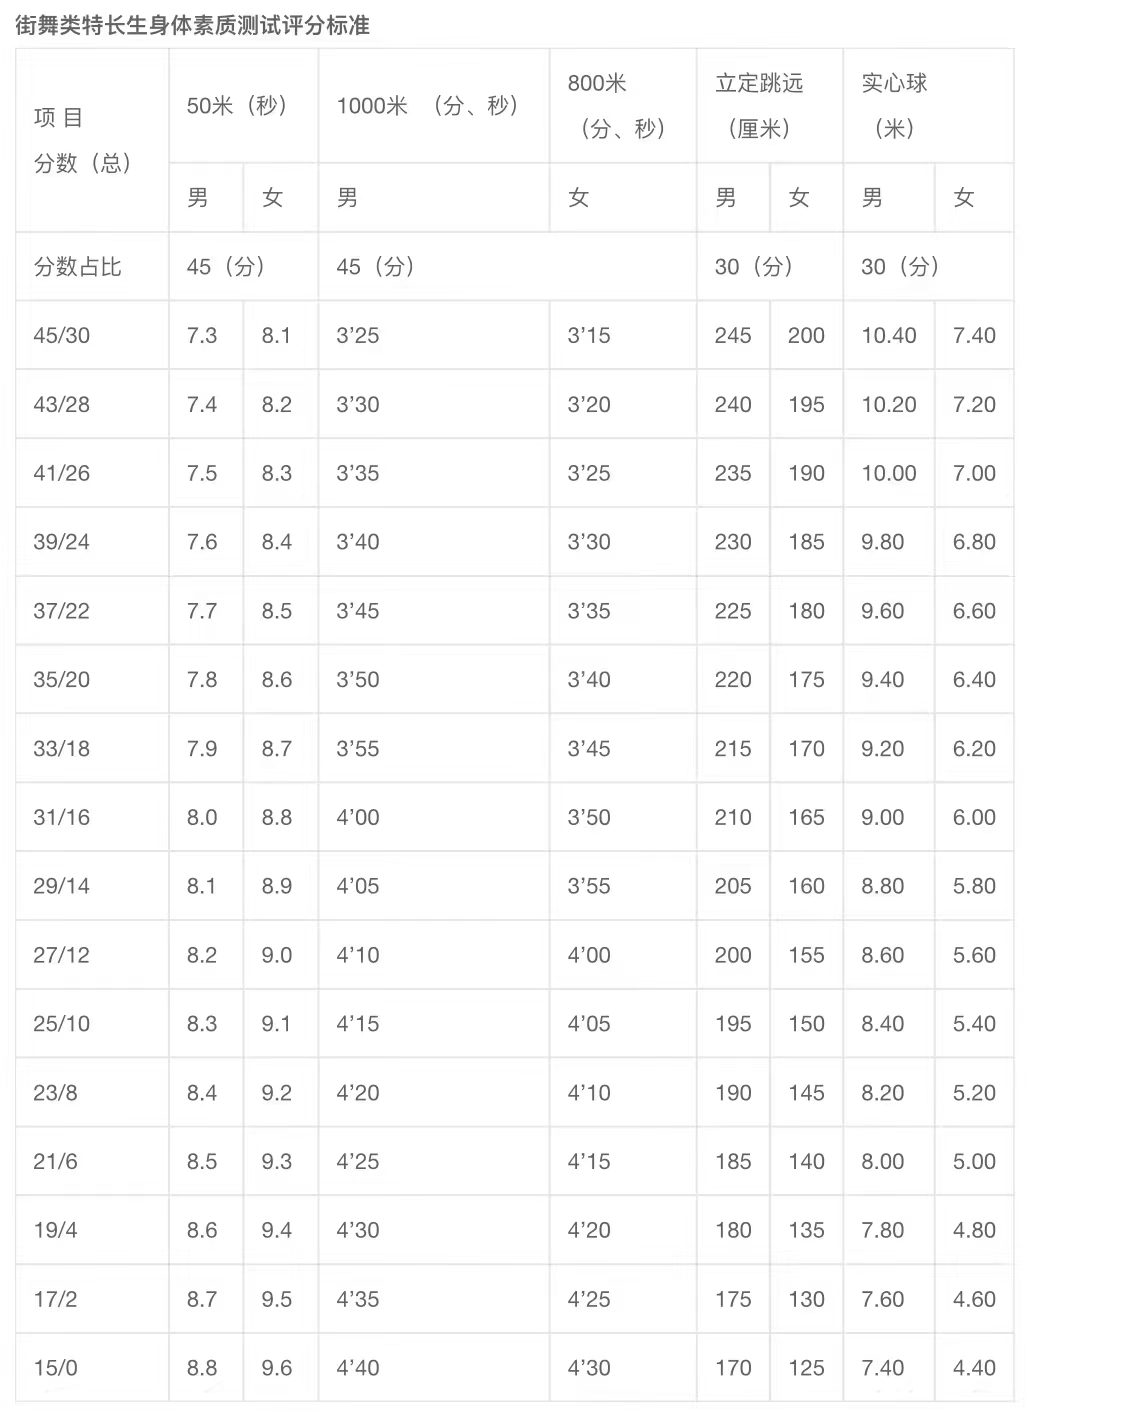 街舞类特长生身体素质测试评分标准
项 目
分数（总）
50米（秒）
1000米 （分、秒）
800米
（分、秒）
立定跳远
（厘米）
实心球
（米）
男 女 男 女 男 女 男 女
分数占比 45（分） 45（分） 30（分） 30（分）
45/30 7.3 8.1 3’25 3’15 245 200 10.40 7.40
43/28 7.4 8.2 3’30 3’20 240 195 10.20 7.20
41/26 7.5 8.3 3’35 3’25 235 190 10.00 7.00
39/24 7.6 8.4 3’40 3’30 230 185 9.80 6.80
37/22 7.7 8.5 3’45 3’35 225 180 9.60 6.60
35/20 7.8 8.6 3’50 3’40 220 175 9.40 6.40
33/18 7.9 8.7 3’55 3’45 215 170 9.20 6.20
31/16 8.0 8.8 4’00 3’50 210 165 9.00 6.00
29/14 8.1 8.9 4’05 3’55 205 160 8.80 5.80
27/12 8.2 9.0 4’10 4’00 200 155 8.60 5.60
25/10 8.3 9.1 4’15 4’05 195 150 8.40 5.40
23/8 8.4 9.2 4’20 4’10 190 145 8.20 5.20
21/6 8.5 9.3 4’25 4’15 185 140 8.00 5.00
19/4 8.6 9.4 4’30 4’20 180 135 7.80 4.80
17/2 8.7 9.5 4’35 4’25 175 130 7.60 4.60
15/0 8.8 9.6 4’40 4’30 170 125 7.40 4.40